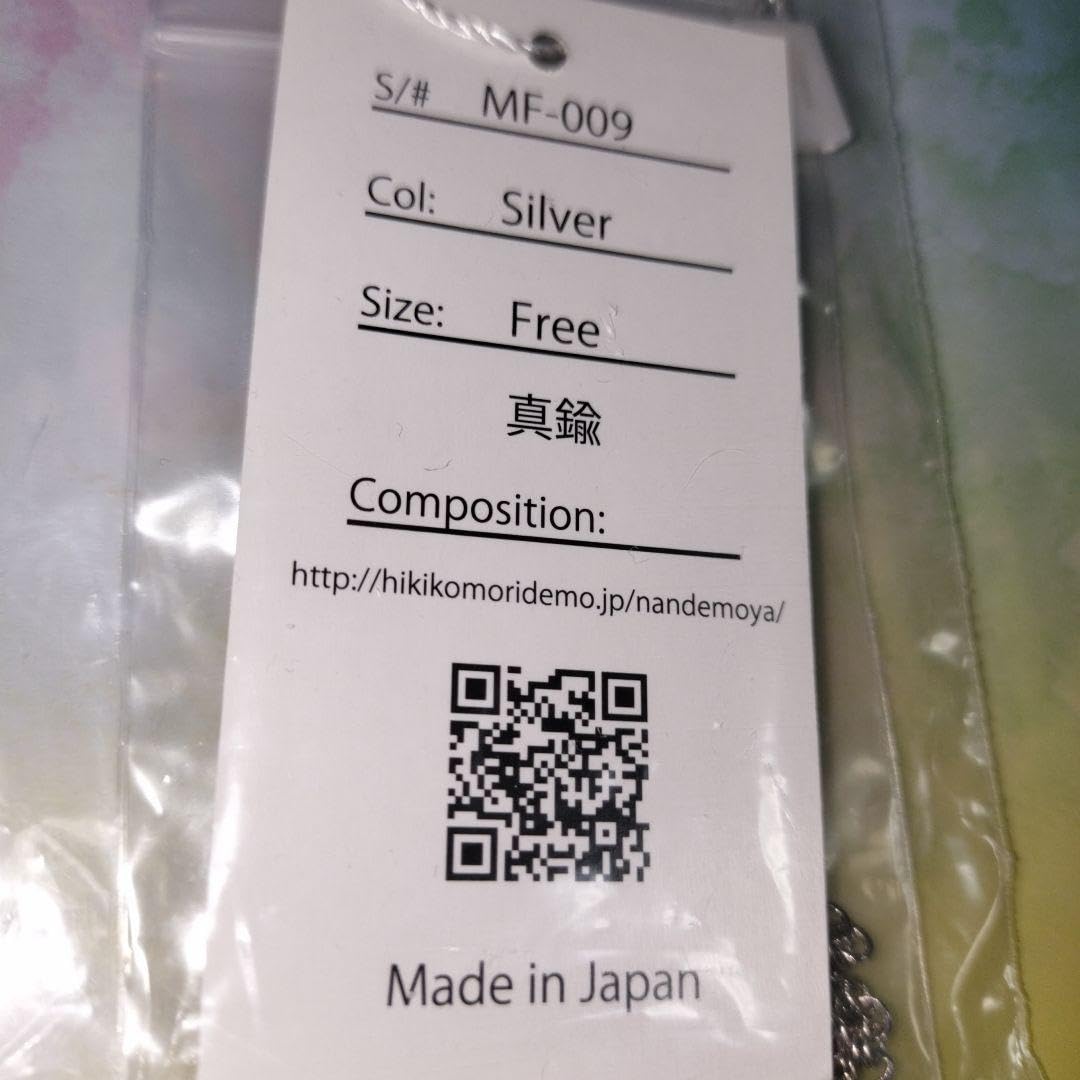 S/# MF-009
Col: Silver
Size: Free
真鍮
Composition:
http://hikikomoridemo.jp/nandemoya/
Made in Japan